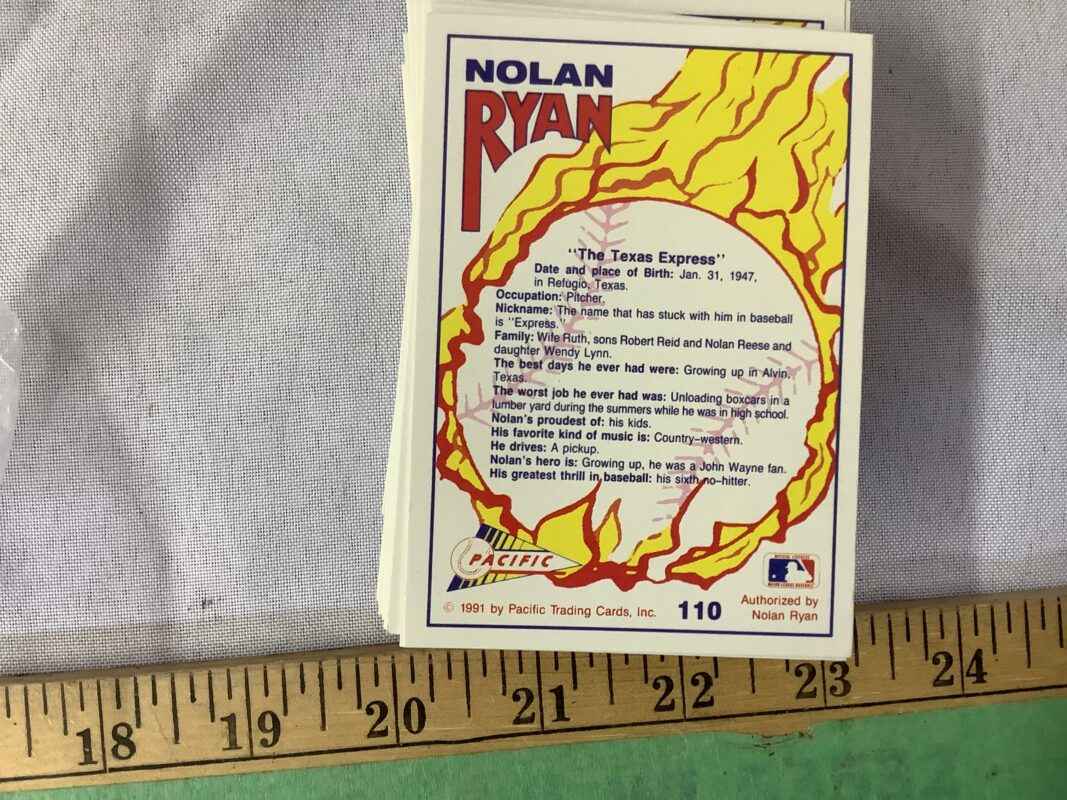 NOLAN
RYAN
"The Texas Express"
Date and place of Birth: Jan. 31, 1947,
in Refugio, Texas.
Occupation: Pitcher.
Nickname: The name that has stuck with him in baseball
is "Express."
Family: Wife Ruth, sons Robert Reid and Nolan Reese and
daughter Wendy Lynn.
The best days he ever had were: Growing up in Alvin,
Texas.
The worst job he ever had was: Unloading boxcars in a
lumber yard during the summers while he was in high school.
Nolan's proudest of: his kids.
His favorite kind of music is: Country-western.
He drives: A pickup.
Nolan's hero is: Growing up, he was a John Wayne fan.
His greatest thrill in baseball: his sixth no-hitter.
PACIFIC
© 1991 by Pacific Trading Cards, Inc.
110
Authorized by
Nolan Ryan
18 19 20 21 22 23 24